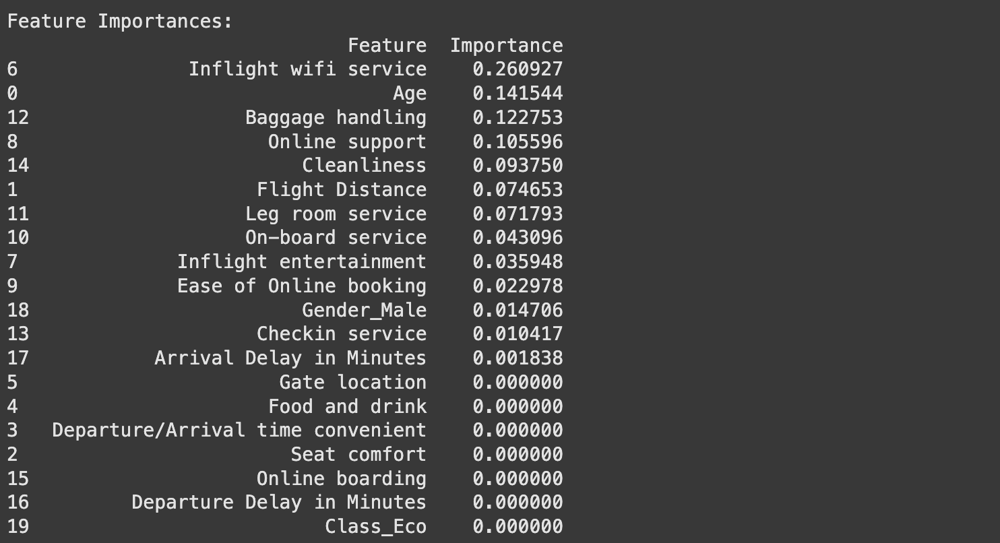 Feature Importances:
Feature  Importance
6  Inflight wifi service  0.260927
0  Age  0.141544
12  Baggage handling  0.122753
8  Online support  0.105596
14  Cleanliness  0.093750
1  Flight Distance  0.074653
11  Leg room service  0.071793
10  On-board service  0.043096
7  Inflight entertainment  0.035948
9  Ease of Online booking  0.022978
18  Gender_Male  0.014706
13  Checkin service  0.010417
17  Arrival Delay in Minutes  0.001838
5  Gate location  0.000000
4  Food and drink  0.000000
3  Departure/Arrival time convenient  0.000000
2  Seat comfort  0.000000
15  Online boarding  0.000000
16  Departure Delay in Minutes  0.000000
19  Class_Eco  0.000000